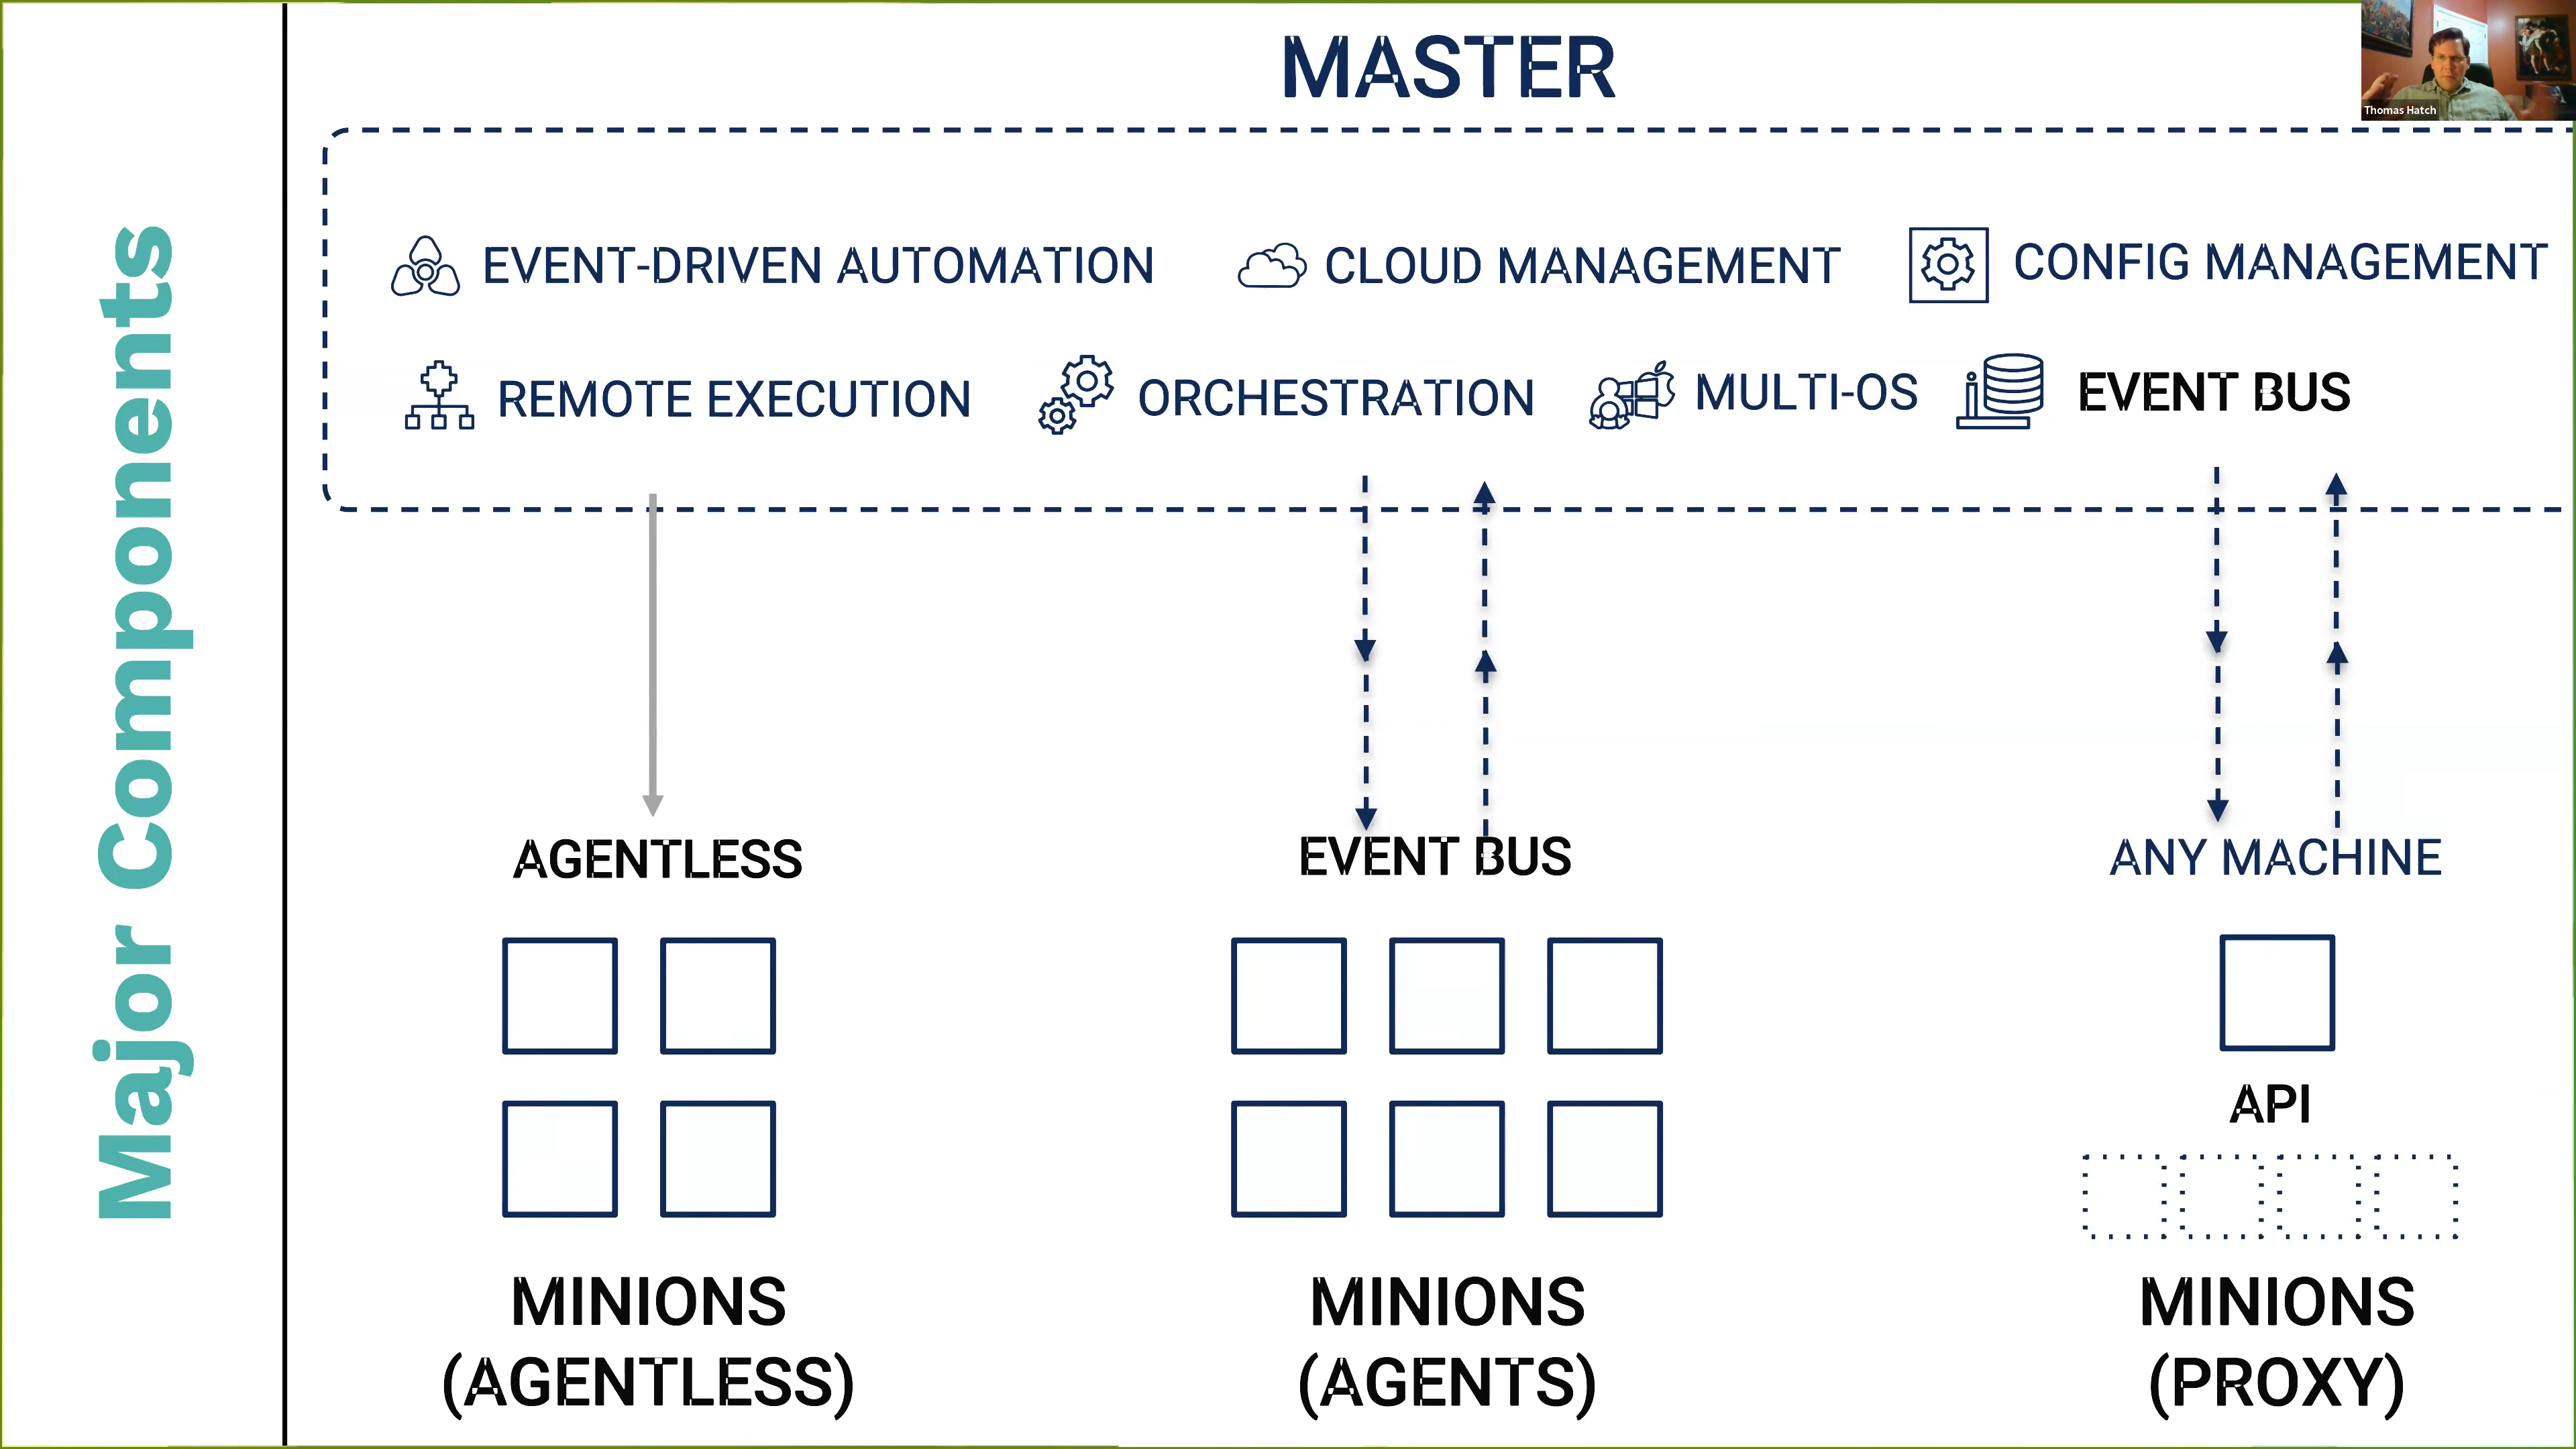 Major Components
MASTER
Thomas Hatch
EVENT-DRIVEN AUTOMATION
CLOUD MANAGEMENT
CONFIG MANAGEMENT
REMOTE EXECUTION
ORCHESTRATION
MULTI-OS
EVENT BUS
AGENTLESS
EVENT BUS
ANY MACHINE
API
MINIONS
(AGENTLESS)
MINIONS
(AGENTS)
MINIONS
(PROXY)